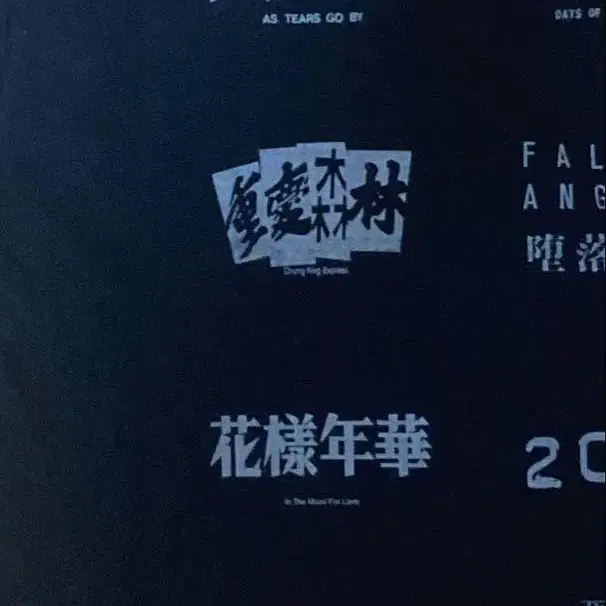 AS TEARS GO BY
DAYS OF
重慶森林
Chung King Express
FAL
ANG
堕落
花樣年華
In The Mood For Love
20